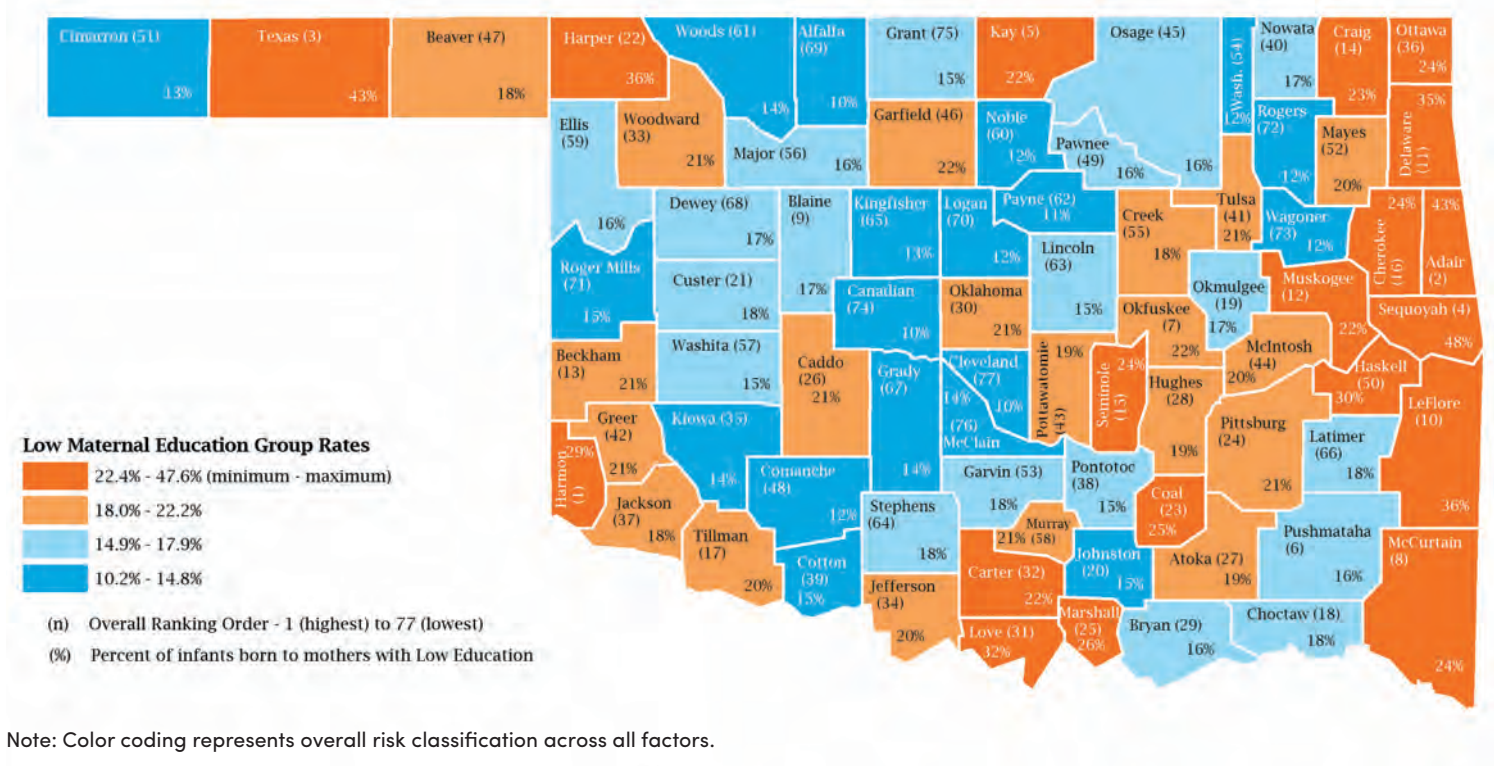 Cimarron (51)
13%
Texas (3)
43%
Beaver (47)
18%
Harper (22)
36%
Woods (61)
14%
Alfalfa
(69)
10%
Grant (75)
15%
Kay (5)
22%
Osage (45)
16%
Wash. (54)
12%
Nowata
(40)
17%
Craig
(14)
23%
Ottawa
(36)
24%
Ellis
(59)
16%
Woodward
(33)
21%
Major (56)
16%
Garfield (46)
22%
Noble
(60)
12%
Pawnee
(49)
16%
Rogers
(72)
12%
Mayes
(52)
20%
Delaware
(11)
35%
Dewey (68)
17%
Blaine
(9)
17%
Kingfisher
(65)
13%
Logan
(70)
12%
Payne (62)
11%
Creek
(55)
18%
Tulsa
(41)
21%
Wagoner
(73)
12%
Cherokee
(16)
24%
43%
Adair
(2)
Roger Mills
(71)
15%
Custer (21)
18%
Canadian
(74)
10%
Oklahoma
(30)
21%
Lincoln
(63)
15%
Okfuskee
(7)
22%
Okmulgee
(19)
17%
Muskogee
(12)
22%
Sequoyah (4)
48%
Beckham
(13)
21%
Washita (57)
15%
Caddo
(26)
21%
Grady
(67)
14%
Cleveland
(77)
10%
14%
(76)
McClain
Pottawatomie
(43)
19%
Seminole
(15)
24%
Hughes
(28)
19%
McIntosh
(44)
20%
Haskell
(50)
30%
LeFlore
(10)
36%
Greer
(42)
21%
Kiowa (35)
14%
Pittsburg
(24)
21%
Latimer
(66)
18%
Harmon
(1)
29%
Jackson
(37)
18%
Tillman
(17)
20%
Comanche
(48)
12%
Stephens
(64)
18%
Garvin (53)
18%
Pontotoc
(38)
15%
Coal
(23)
25%
Murray
21% (58)
Cotton
(39)
15%
Jefferson
(34)
20%
Carter (32)
22%
Johnston
(20)
15%
Atoka (27)
19%
Pushmataha
(6)
16%
McCurtain
(8)
24%
Love (31)
32%
Marshall
(25)
26%
Bryan (29)
16%
Choctaw (18)
18%
Low Maternal Education Group Rates
22.4% - 47.6% (minimum - maximum)
18.0% - 22.2%
14.9% - 17.9%
10.2% - 14.8%
(n) Overall Ranking Order - 1 (highest) to 77 (lowest)
(%) Percent of infants born to mothers with Low Education
Note: Color coding represents overall risk classification across all factors.